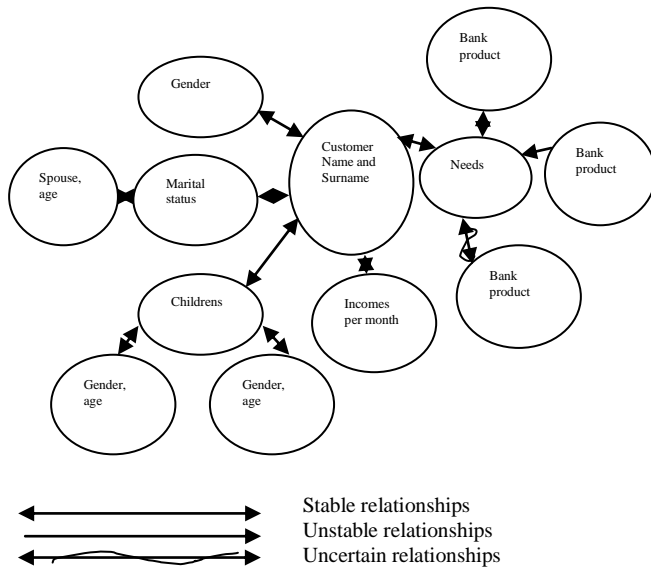 Bank
product
Gender
Customer
Name and
Surname
Bank
product
Needs
Spouse,
age
Marital
status
Bank
product
Childrens
Incomes
per month
Gender,
age
Gender,
age
Stable relationships
Unstable relationships
Uncertain relationships